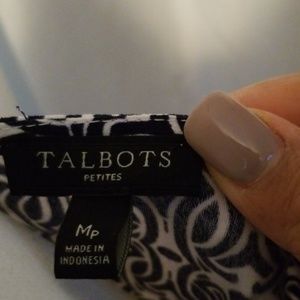 TALBOTS
PETITES
MP
MADE IN
INDONESIA